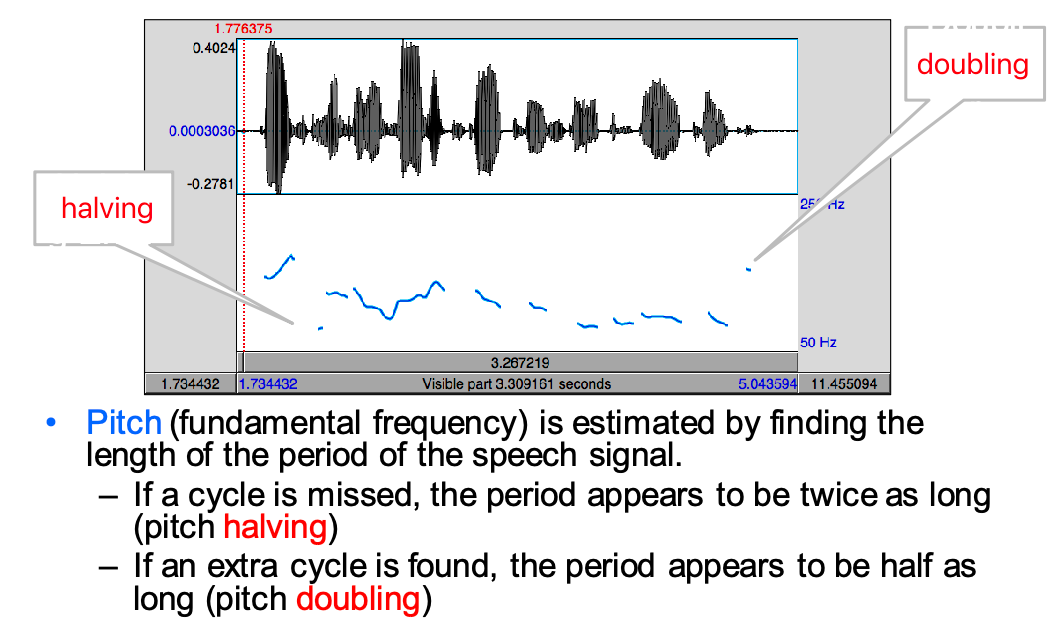 1.776375
0.4024
doubling
0.0003036
-0.2781
halving
250 Hz
50 Hz
3.267219
1.734432 1.734432 Visible part 3.309161 seconds 5.043594 11.455094
• Pitch (fundamental frequency) is estimated by finding the
length of the period of the speech signal.
– If a cycle is missed, the period appears to be twice as long
(pitch halving)
– If an extra cycle is found, the period appears to be half as
long (pitch doubling)